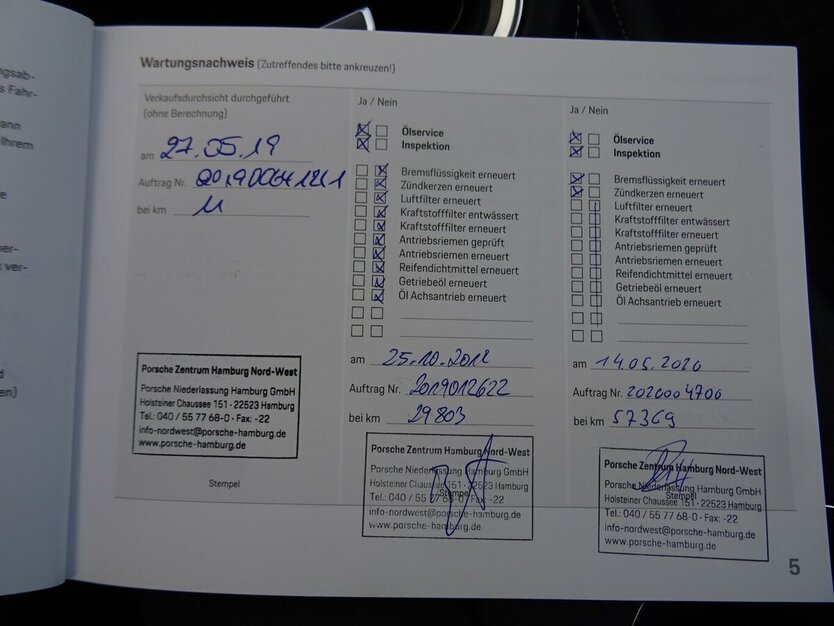 ngsab-
s Fahr-
ann
Ihrem
e
per-
k ver-
d
en)
Wartungsnachweis (Zutreffendes bitte ankreuzen!)
Verkaufsdurchsicht durchgeführt
(ohne Berechnung)
am 27.05.19
Auftrag Nr.
bei km
Porsche Zentrum Hamburg Nord-West
Porsche Niederlassung Hamburg GmbH
Holsteiner Chaussee 151 · 22523 Hamburg
Tel.: 040 / 55 77 68-0 · Fax: -22
info-nordwest@porsche-hamburg.de
www.porsche-hamburg.de
Stempel
Ja / Nein
Ölservice
Inspektion
Bremsflüssigkeit erneuert
Zündkerzen erneuert
Luftfilter erneuert
Kraftstofffilter entwässert
Kraftstofffilter erneuert
Antriebsriemen geprüft
Antriebsriemen erneuert
Reifendichtmittel erneuert
Getriebeöl erneuert
Öl Achsantrieb erneuert
am 25.10.2012
Auftrag Nr. 2019012622
bei km 29803
Porsche Zentrum Hamburg Nord-West
Porsche Niederlassung Hamburg GmbH
Holsteiner Chaussee 151 · 22523 Hamburg
Stempel
Tel.: 040 / 55 77 68-0 · Fax: -22
info-nordwest@porsche-hamburg.de
www.porsche-hamburg.de
Ja / Nein
Ölservice
Inspektion
Bremsflüssigkeit erneuert
Zündkerzen erneuert
Luftfilter erneuert
Kraftstofffilter entwässert
Kraftstofffilter erneuert
Antriebsriemen geprüft
Antriebsriemen erneuert
Reifendichtmittel erneuert
Getriebeöl erneuert
Öl Achsantrieb erneuert
am 14.05.2020
Auftrag Nr. 2020004706
bei km 57369
Porsche Zentrum Hamburg Nord-West
Porsche Niederlassung Hamburg GmbH
Stempel
Holsteiner Chaussee 151 · 22523 Hamburg
Tel.: 040 / 55 77 68-0 · Fax: -22
info-nordwest@porsche-hamburg.de
www.porsche-hamburg.de
5